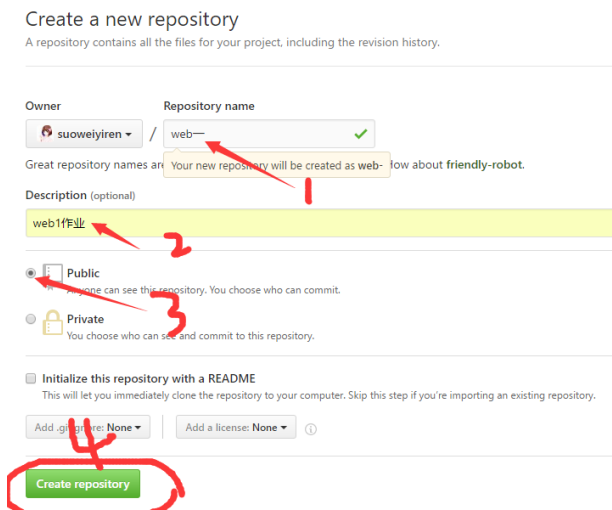 Create a new repository
A repository contains all the files for your project, including the revision history.
Owner Repository name
suoweiyiren / web一
Great repository names are How about friendly-robot.
Your new repository will be created as web-
Description (optional)
web1作业
1
2
Public
Anyone can see this repository. You choose who can commit.
3
Private
You choose who can see and commit to this repository.
Initialize this repository with a README
This will let you immediately clone the repository to your computer. Skip this step if you're importing an existing repository.
Add .gitignore: None Add a license: None
4
Create repository